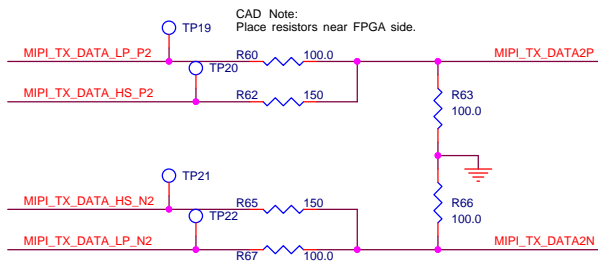 CAD Note:
Place resistors near FPGA side.
TP19
MIPI_TX_DATA_LP_P2
R60
100.0
MIPI_TX_DATA2P
TP20
MIPI_TX_DATA_HS_P2
R62
150
R63
100.0
TP21
MIPI_TX_DATA_HS_N2
R65
150
R66
100.0
TP22
MIPI_TX_DATA_LP_N2
R67
100.0
MIPI_TX_DATA2N